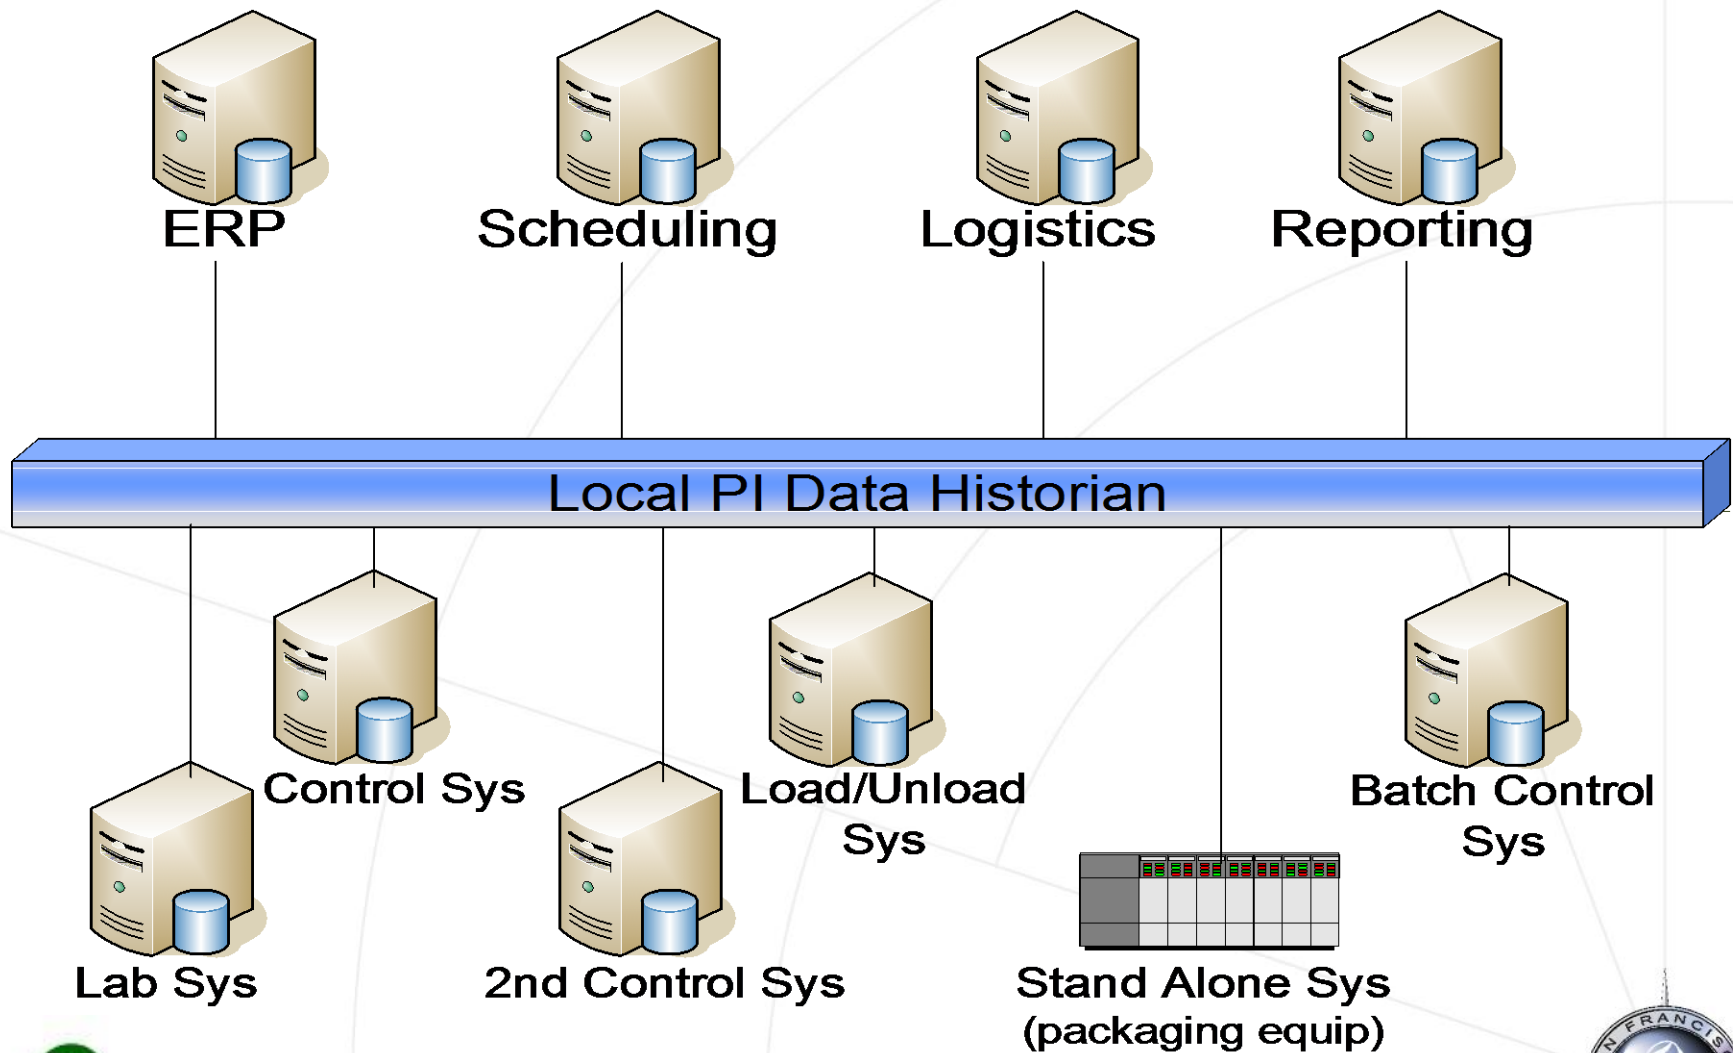 ERP
Scheduling
Logistics
Reporting
Local PI Data Historian
Control Sys
Load/Unload
Sys
Batch Control
Sys
Lab Sys
2nd Control Sys
Stand Alone Sys
(packaging equip)